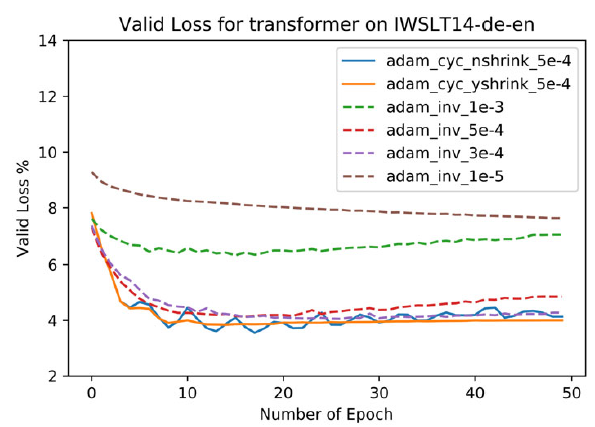 Valid Loss for transformer on IWSLT14-de-en
14
12
10
8
6
4
2
Valid Loss %
adam_cyc_nshrink_5e-4
adam_cyc_yshrink_5e-4
adam_inv_1e-3
adam_inv_5e-4
adam_inv_3e-4
adam_inv_1e-5
0
10
20
30
40
50
Number of Epoch